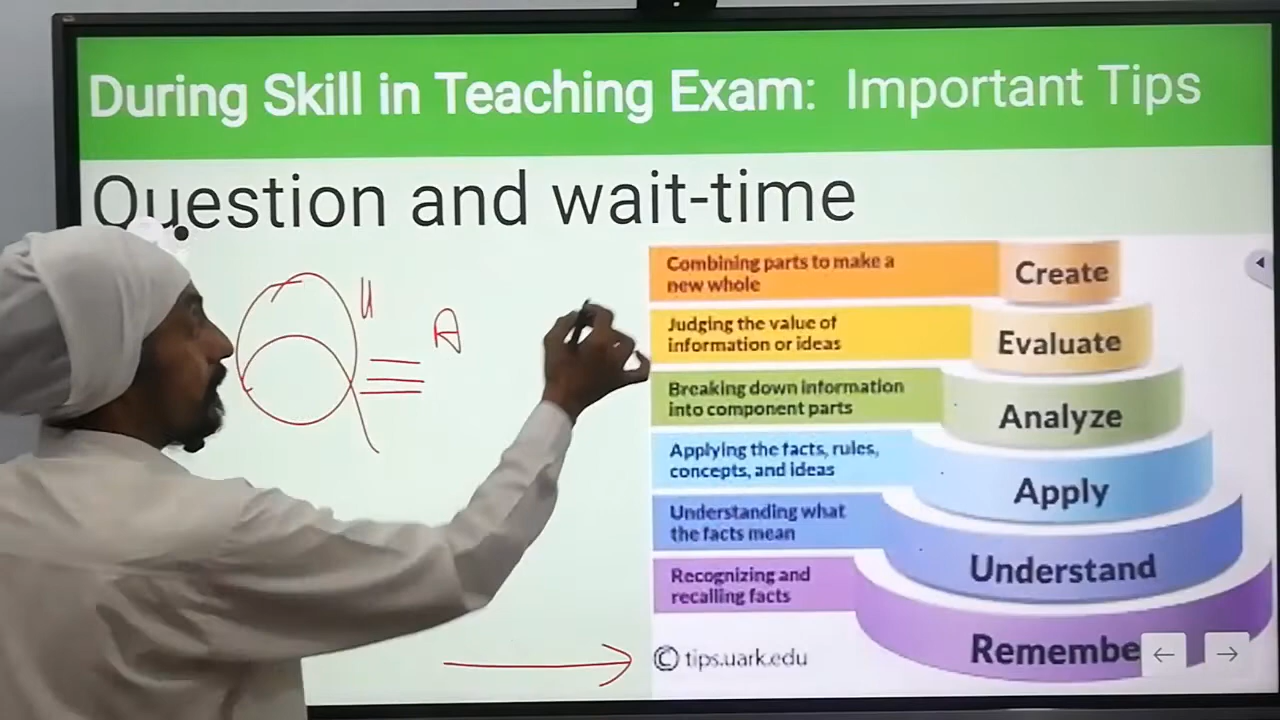 During Skill in Teaching Exam: Important Tips
Question and wait-time
Combining parts to make a
new whole
Create
Judging the value of
information or ideas
Evaluate
Breaking down information
into component parts
Analyze
Applying the facts, rules,
concepts, and ideas
Apply
Understanding what
the facts mean
Understand
Recognizing and
recalling facts
Remembe
© tips.uark.edu